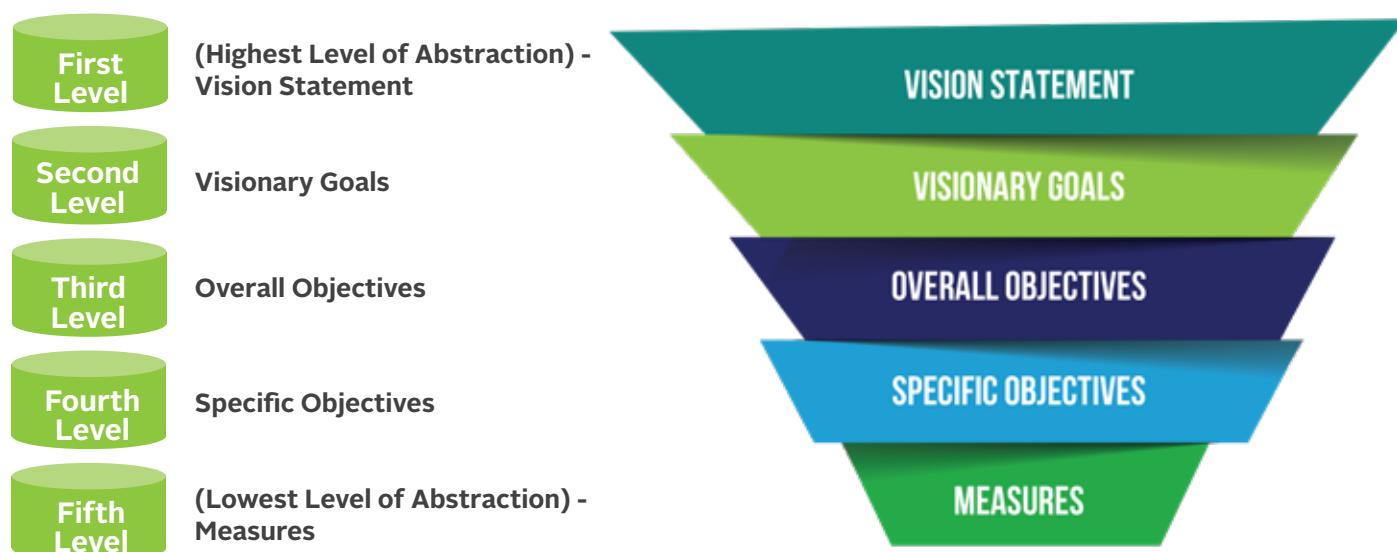 First
Level
(Highest Level of Abstraction) -
Vision Statement
VISION STATEMENT
Second
Level
Visionary Goals
VISIONARY GOALS
Third
Level
Overall Objectives
OVERALL OBJECTIVES
Fourth
Level
Specific Objectives
SPECIFIC OBJECTIVES
Fifth
Level
(Lowest Level of Abstraction) -
Measures
MEASURES